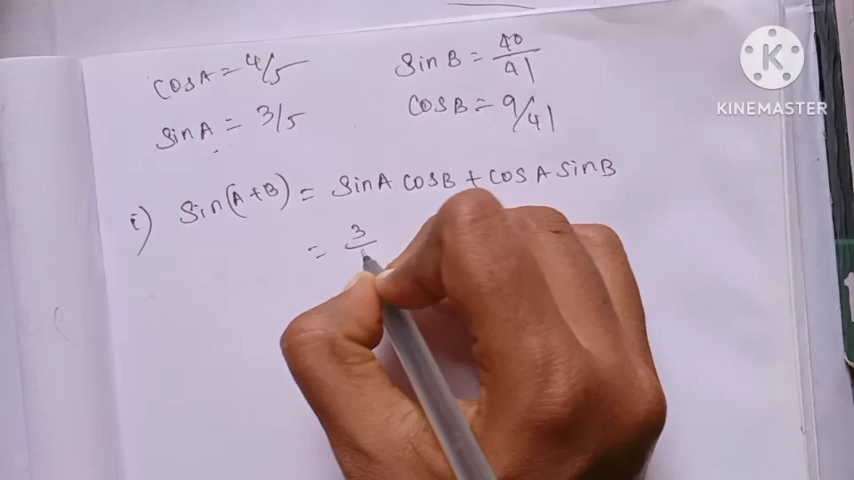 cosA = 4/5
sinB = 40/41
sinA = 3/5
cosB = 9/41
i) sin(A+B) = sinA cosB + cosA sinB
= 3
K
KINEMASTER